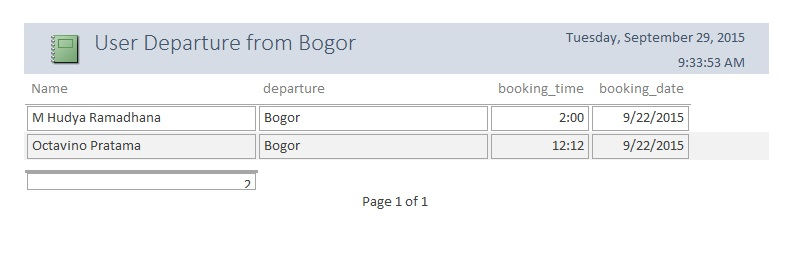 User Departure from Bogor
Tuesday, September 29, 2015
9:33:53 AM
Name departure booking_time booking_date
M Hudya Ramadhana Bogor 2:00 9/22/2015
Octavino Pratama Bogor 12:12 9/22/2015
2
Page 1 of 1